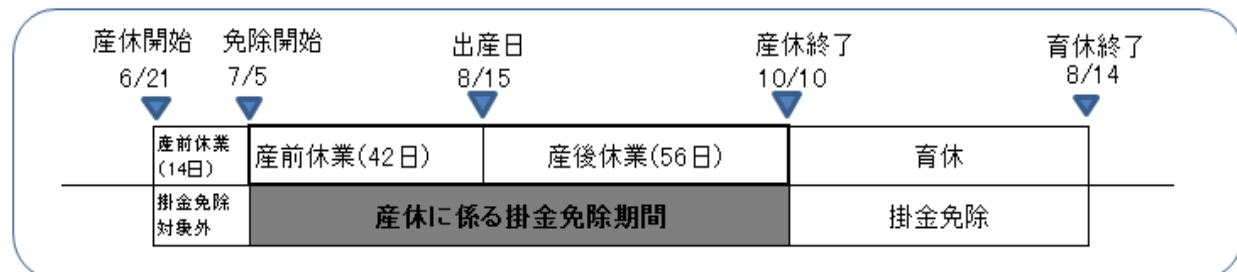 産休開始 免除開始 出産日 産休終了 育休終了
6/21 7/5 8/15 10/10 8/14
産前休業
(14日)
産前休業(42日)
産後休業(56日)
育休
掛金免除
対象外
産休に係る掛金免除期間
掛金免除